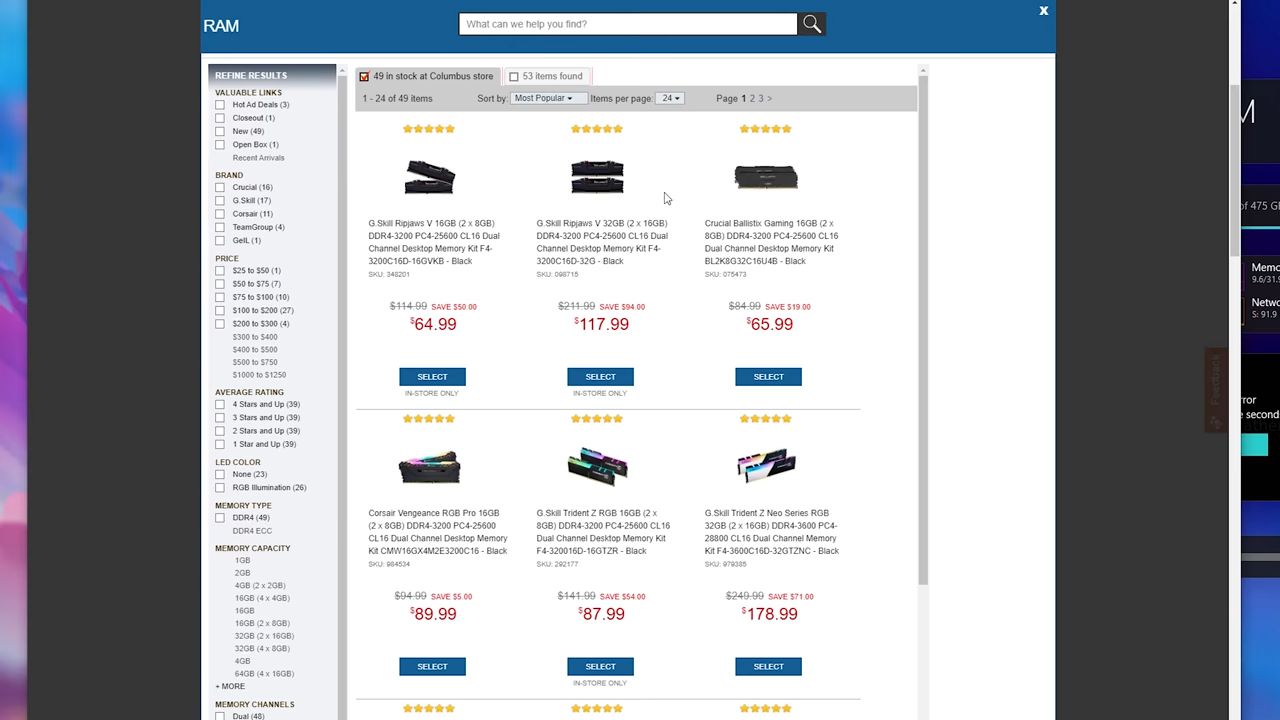 RAM
What can we help you find?
X
REFINE RESULTS
VALUABLE LINKS
Hot Ad Deals (3)
Closeout (1)
New (49)
Open Box (1)
Recent Arrivals
BRAND
Crucial (16)
G.Skill (17)
Corsair (11)
TeamGroup (4)
GeIL (1)
PRICE
$25 to $50 (1)
$50 to $75 (7)
$75 to $100 (10)
$100 to $200 (27)
$200 to $300 (4)
$300 to $400
$400 to $500
$500 to $750
$1000 to $1250
AVERAGE RATING
4 Stars and Up (39)
3 Stars and Up (39)
2 Stars and Up (39)
1 Star and Up (39)
LED COLOR
None (23)
RGB Illumination (26)
MEMORY TYPE
DDR4 (49)
DDR4 ECC
MEMORY CAPACITY
1GB
2GB
4GB (2 x 2GB)
16GB (4 x 4GB)
16GB
16GB (2 x 8GB)
32GB (2 x 16GB)
32GB (4 x 8GB)
4GB
64GB (4 x 16GB)
+ MORE
MEMORY CHANNELS
Dual (48)
49 in stock at Columbus store
53 items found
1 - 24 of 49 items
Sort by: Most Popular
Items per page: 24
Page 1 2 3 >
G.Skill Ripjaws V 16GB (2 x 8GB)
DDR4-3200 PC4-25600 CL16 Dual
Channel Desktop Memory Kit F4-
3200C16D-16GVKB - Black
SKU: 348201
$114.99 SAVE $50.00
$64.99
SELECT
IN-STORE ONLY
G.Skill Ripjaws V 32GB (2 x 16GB)
DDR4-3200 PC4-25600 CL16 Dual
Channel Desktop Memory Kit F4-
3200C16D-32G - Black
SKU: 098715
$211.99 SAVE $94.00
$117.99
SELECT
IN-STORE ONLY
Crucial Ballistix Gaming 16GB (2 x
8GB) DDR4-3200 PC4-25600 CL16
Dual Channel Desktop Memory Kit
BL2K8G32C16U4B - Black
SKU: 075473
$84.99 SAVE $19.00
$65.99
SELECT
Corsair Vengeance RGB Pro 16GB
(2 x 8GB) DDR4-3200 PC4-25600
CL16 Dual Channel Desktop Memory
Kit CMW16GX4M2E3200C16 - Black
SKU: 984534
$94.99 SAVE $5.00
$89.99
SELECT
G.Skill Trident Z RGB 16GB (2 x
8GB) DDR4-3200 PC4-25600 CL16
Dual Channel Desktop Memory Kit
F4-320016D-16GTZR - Black
SKU: 292177
$141.99 SAVE $54.00
$87.99
SELECT
IN-STORE ONLY
G.Skill Trident Z Neo Series RGB
32GB (2 x 16GB) DDR4-3600 PC4-
28800 CL16 Dual Channel Memory
Kit F4-3600C16D-32GTZNC - Black
SKU: 979385
$249.99 SAVE $71.00
$178.99
SELECT
M
of 475 G
Memo
9.6/31.9
Netwo
S: 91.9
Feedback
rror
e second